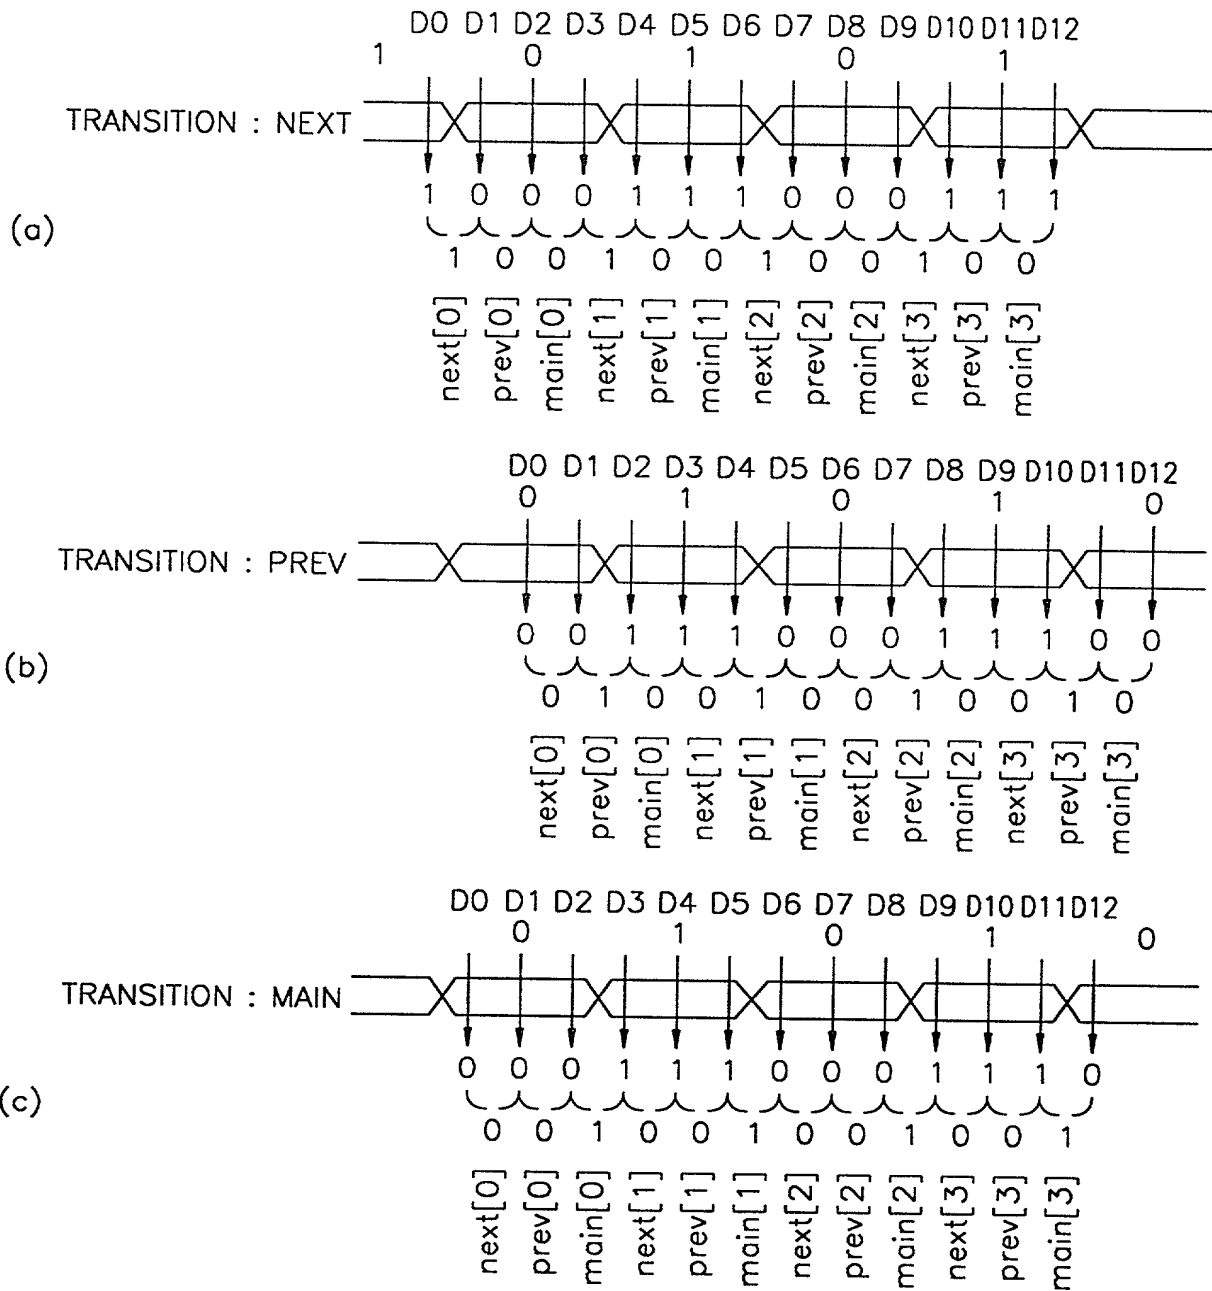 D0 D1 D2 D3 D4 D5 D6 D7 D8 D9 D10 D11 D12
1 0 1 0 1
TRANSITION : NEXT
1 0 0 0 1 1 1 0 0 0 1 1 1
(a)
1 0 0 1 0 0 1 0 0 1 0 0
next[0] prev[0] main[0] next[1] prev[1] main[1] next[2] prev[2] main[2] next[3] prev[3] main[3]
D0 D1 D2 D3 D4 D5 D6 D7 D8 D9 D10 D11 D12
0 1 0 1 0
TRANSITION : PREV
0 0 1 1 1 0 0 0 1 1 1 0 0
(b)
0 1 0 0 1 0 0 1 0 0 1 0
next[0] prev[0] main[0] next[1] prev[1] main[1] next[2] prev[2] main[2] next[3] prev[3] main[3]
D0 D1 D2 D3 D4 D5 D6 D7 D8 D9 D10 D11 D12
0 1 0 1 0
TRANSITION : MAIN
0 0 0 1 1 1 0 0 0 1 1 1 0
(c)
0 0 1 0 0 1 0 0 1 0 0 1
next[0] prev[0] main[0] next[1] prev[1] main[1] next[2] prev[2] main[2] next[3] prev[3] main[3]